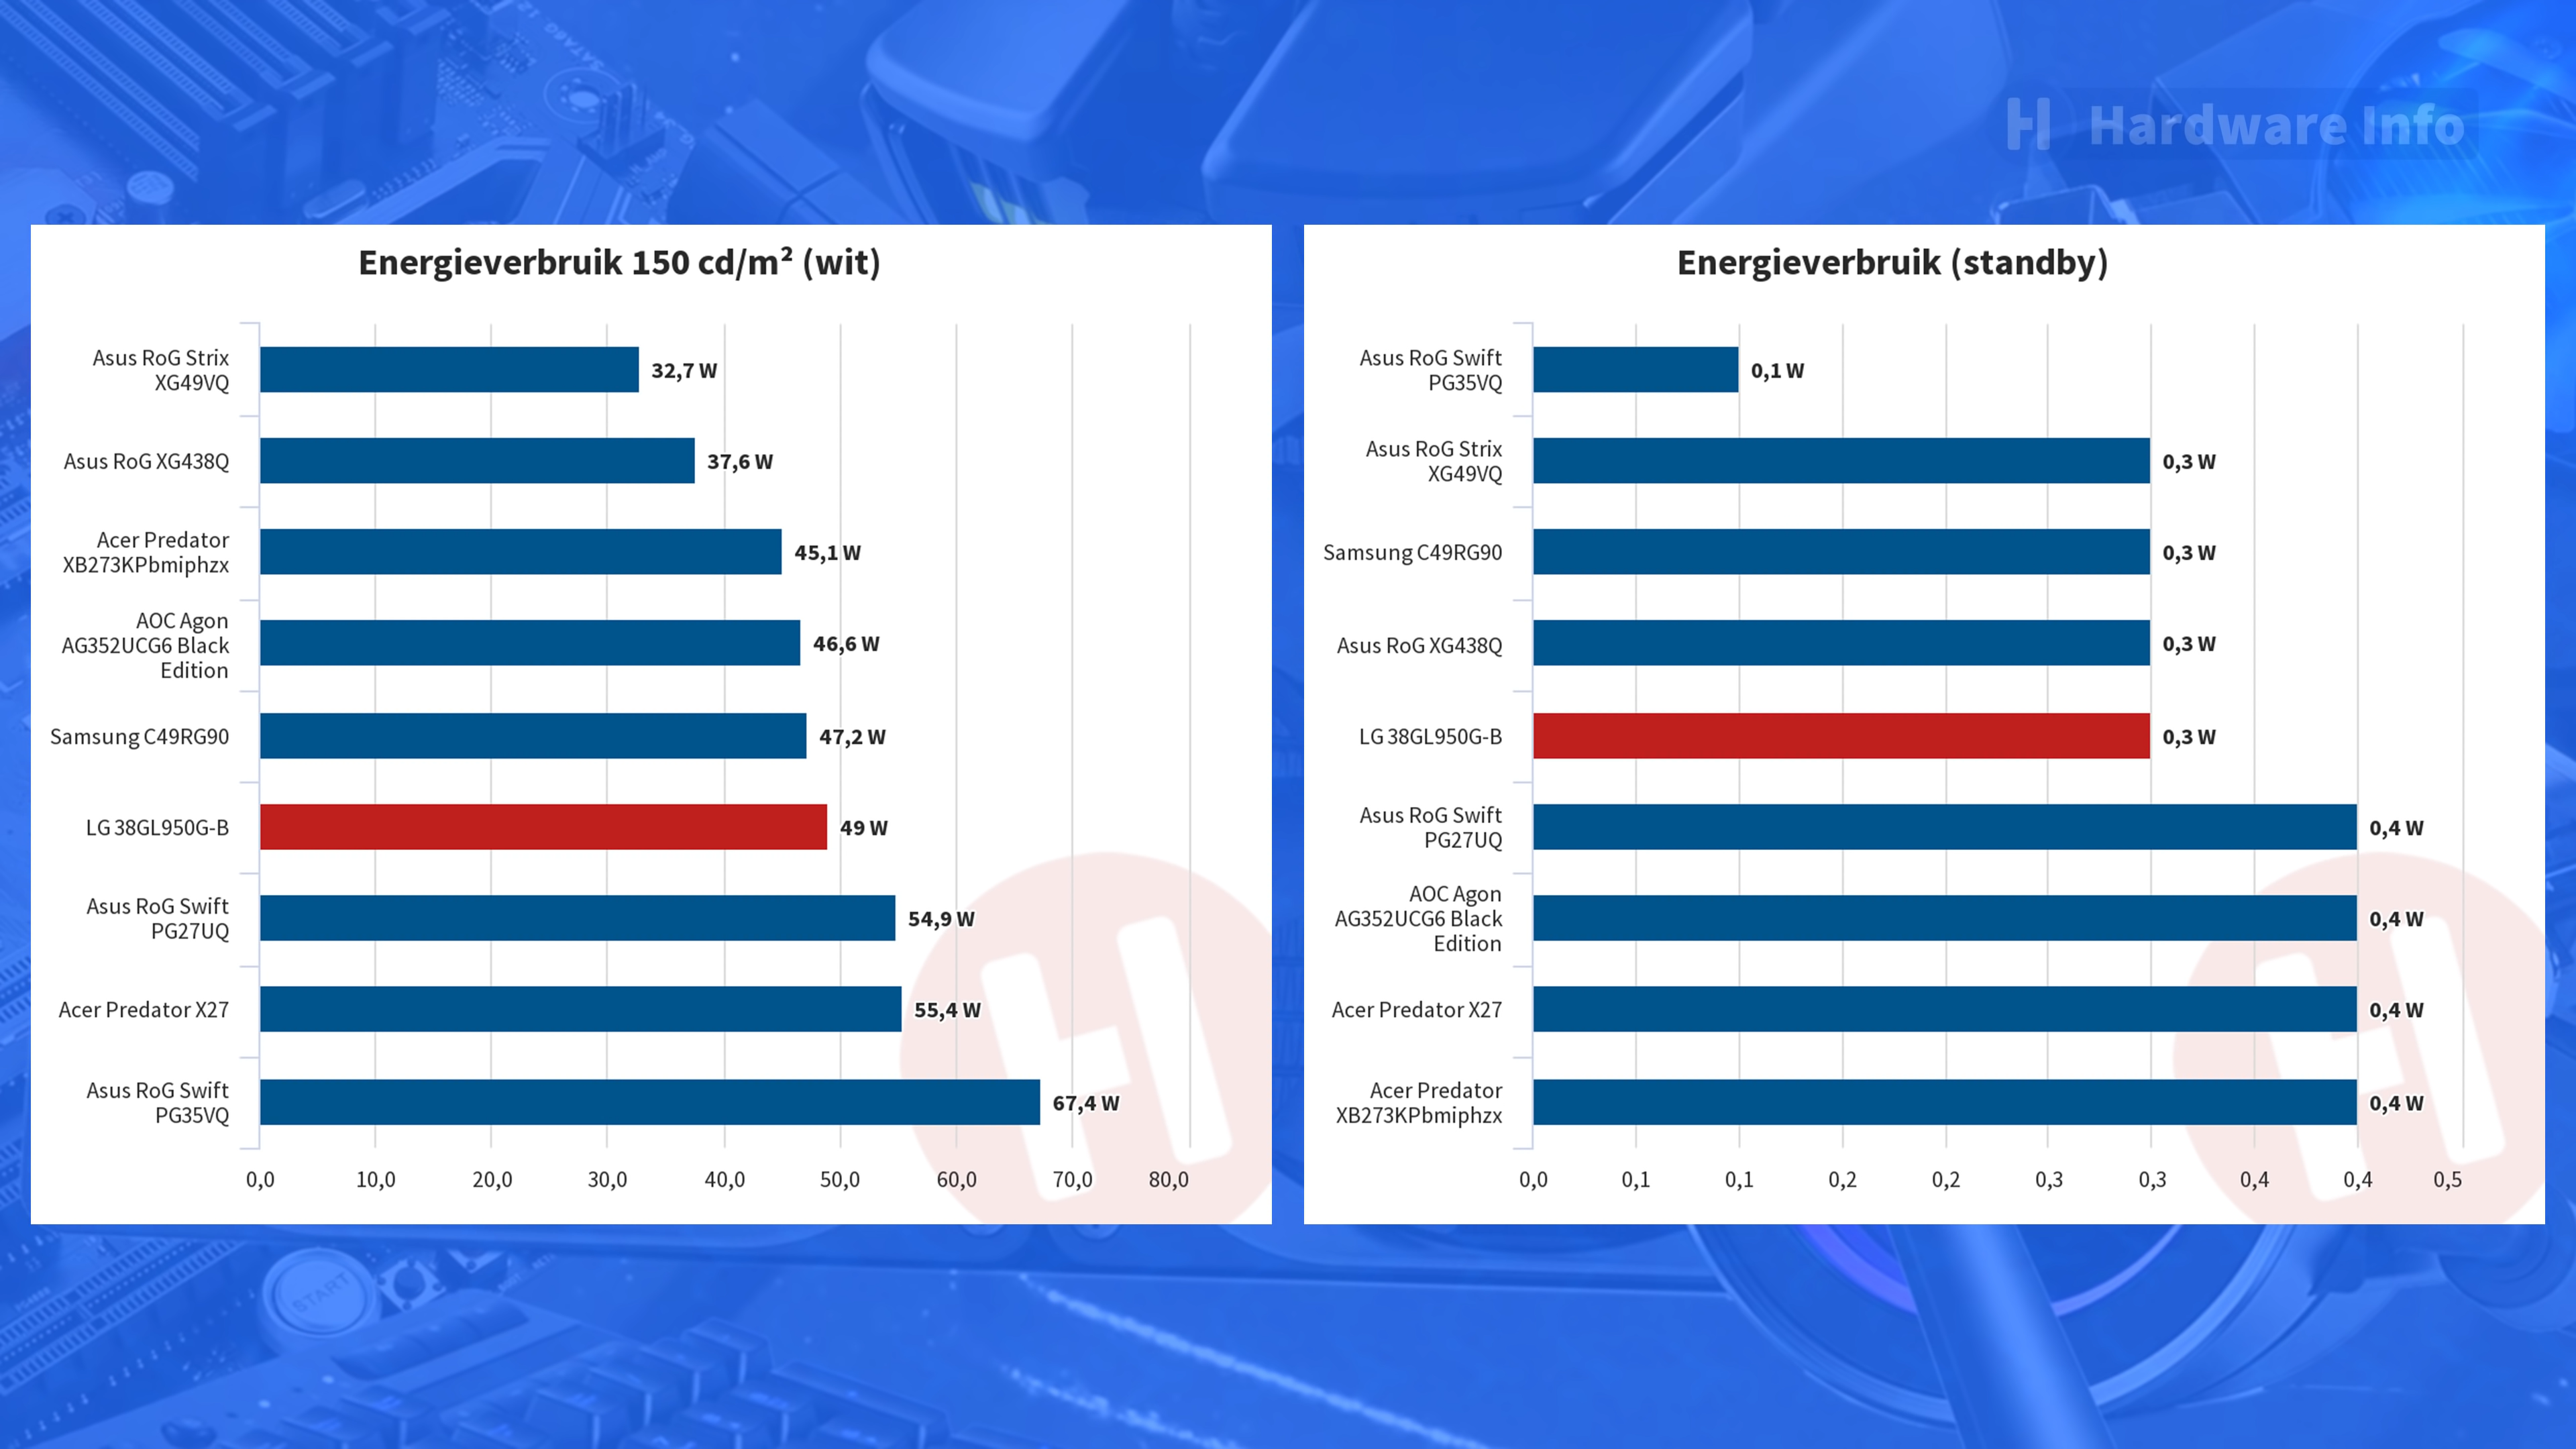 Hardware Info
Energieverbruik 150 cd/m² (wit)
Asus RoG Strix
XG49VQ
32,7 W
Asus RoG XG438Q
37,6 W
Acer Predator
XB273KPbmiphzx
45,1 W
AOC Agon
AG352UCG6 Black
Edition
46,6 W
Samsung C49RG90
47,2 W
LG 38GL950G-B
49 W
Asus RoG Swift
PG27UQ
54,9 W
Acer Predator X27
55,4 W
Asus RoG Swift
PG35VQ
67,4 W
0,0 10,0 20,0 30,0 40,0 50,0 60,0 70,0 80,0
Energieverbruik (standby)
Asus RoG Swift
PG35VQ
0,1 W
Asus RoG Strix
XG49VQ
0,3 W
Samsung C49RG90
0,3 W
Asus RoG XG438Q
0,3 W
LG 38GL950G-B
0,3 W
Asus RoG Swift
PG27UQ
0,4 W
AOC Agon
AG352UCG6 Black
Edition
0,4 W
Acer Predator X27
0,4 W
Acer Predator
XB273KPbmiphzx
0,4 W
0,0 0,1 0,1 0,2 0,2 0,3 0,3 0,4 0,4 0,5
START